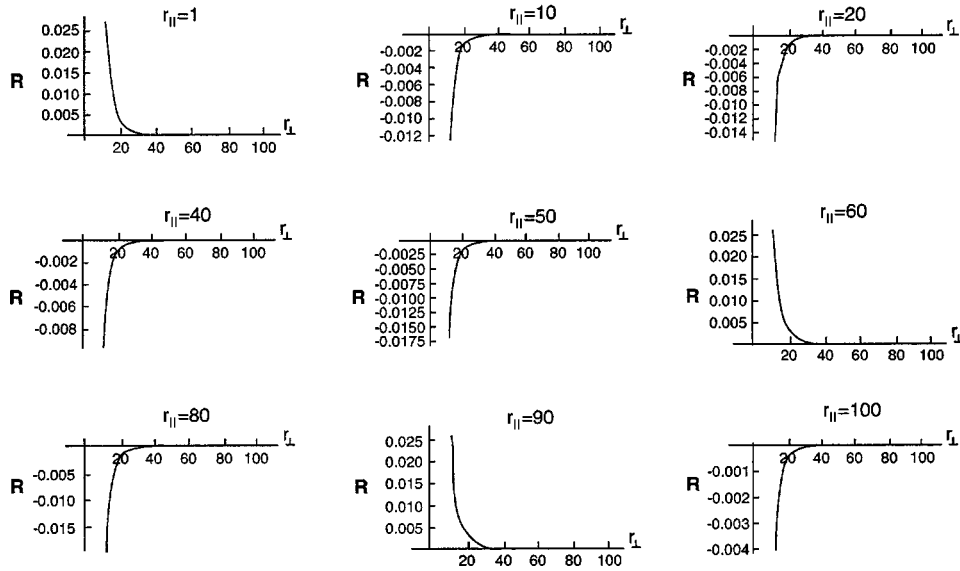 r||=1
0.025
0.020
0.015
R
0.010
0.005
20 40 60 80 100 r⊥
r||=10
20 40 60 80 100 r⊥
-0.002
-0.004
R -0.006
-0.008
-0.010
-0.012
r||=20
20 40 60 80 100 r⊥
-0.002
-0.004
R -0.006
-0.008
-0.010
-0.012
-0.014
r||=40
20 40 60 80 100 r⊥
-0.002
-0.004
R -0.006
-0.008
r||=50
20 40 60 80 100 r⊥
-0.0025
-0.0050
-0.0075
R -0.0100
-0.0125
-0.0150
-0.0175
r||=60
0.025
0.020
0.015
R 0.010
0.005
20 40 60 80 100 r⊥
r||=80
20 40 60 80 100 r⊥
-0.005
R -0.010
-0.015
r||=90
0.025
0.020
R 0.015
0.010
0.005
20 40 60 80 100 r⊥
r||=100
20 40 60 80 100 r⊥
-0.001
R -0.002
-0.003
-0.004